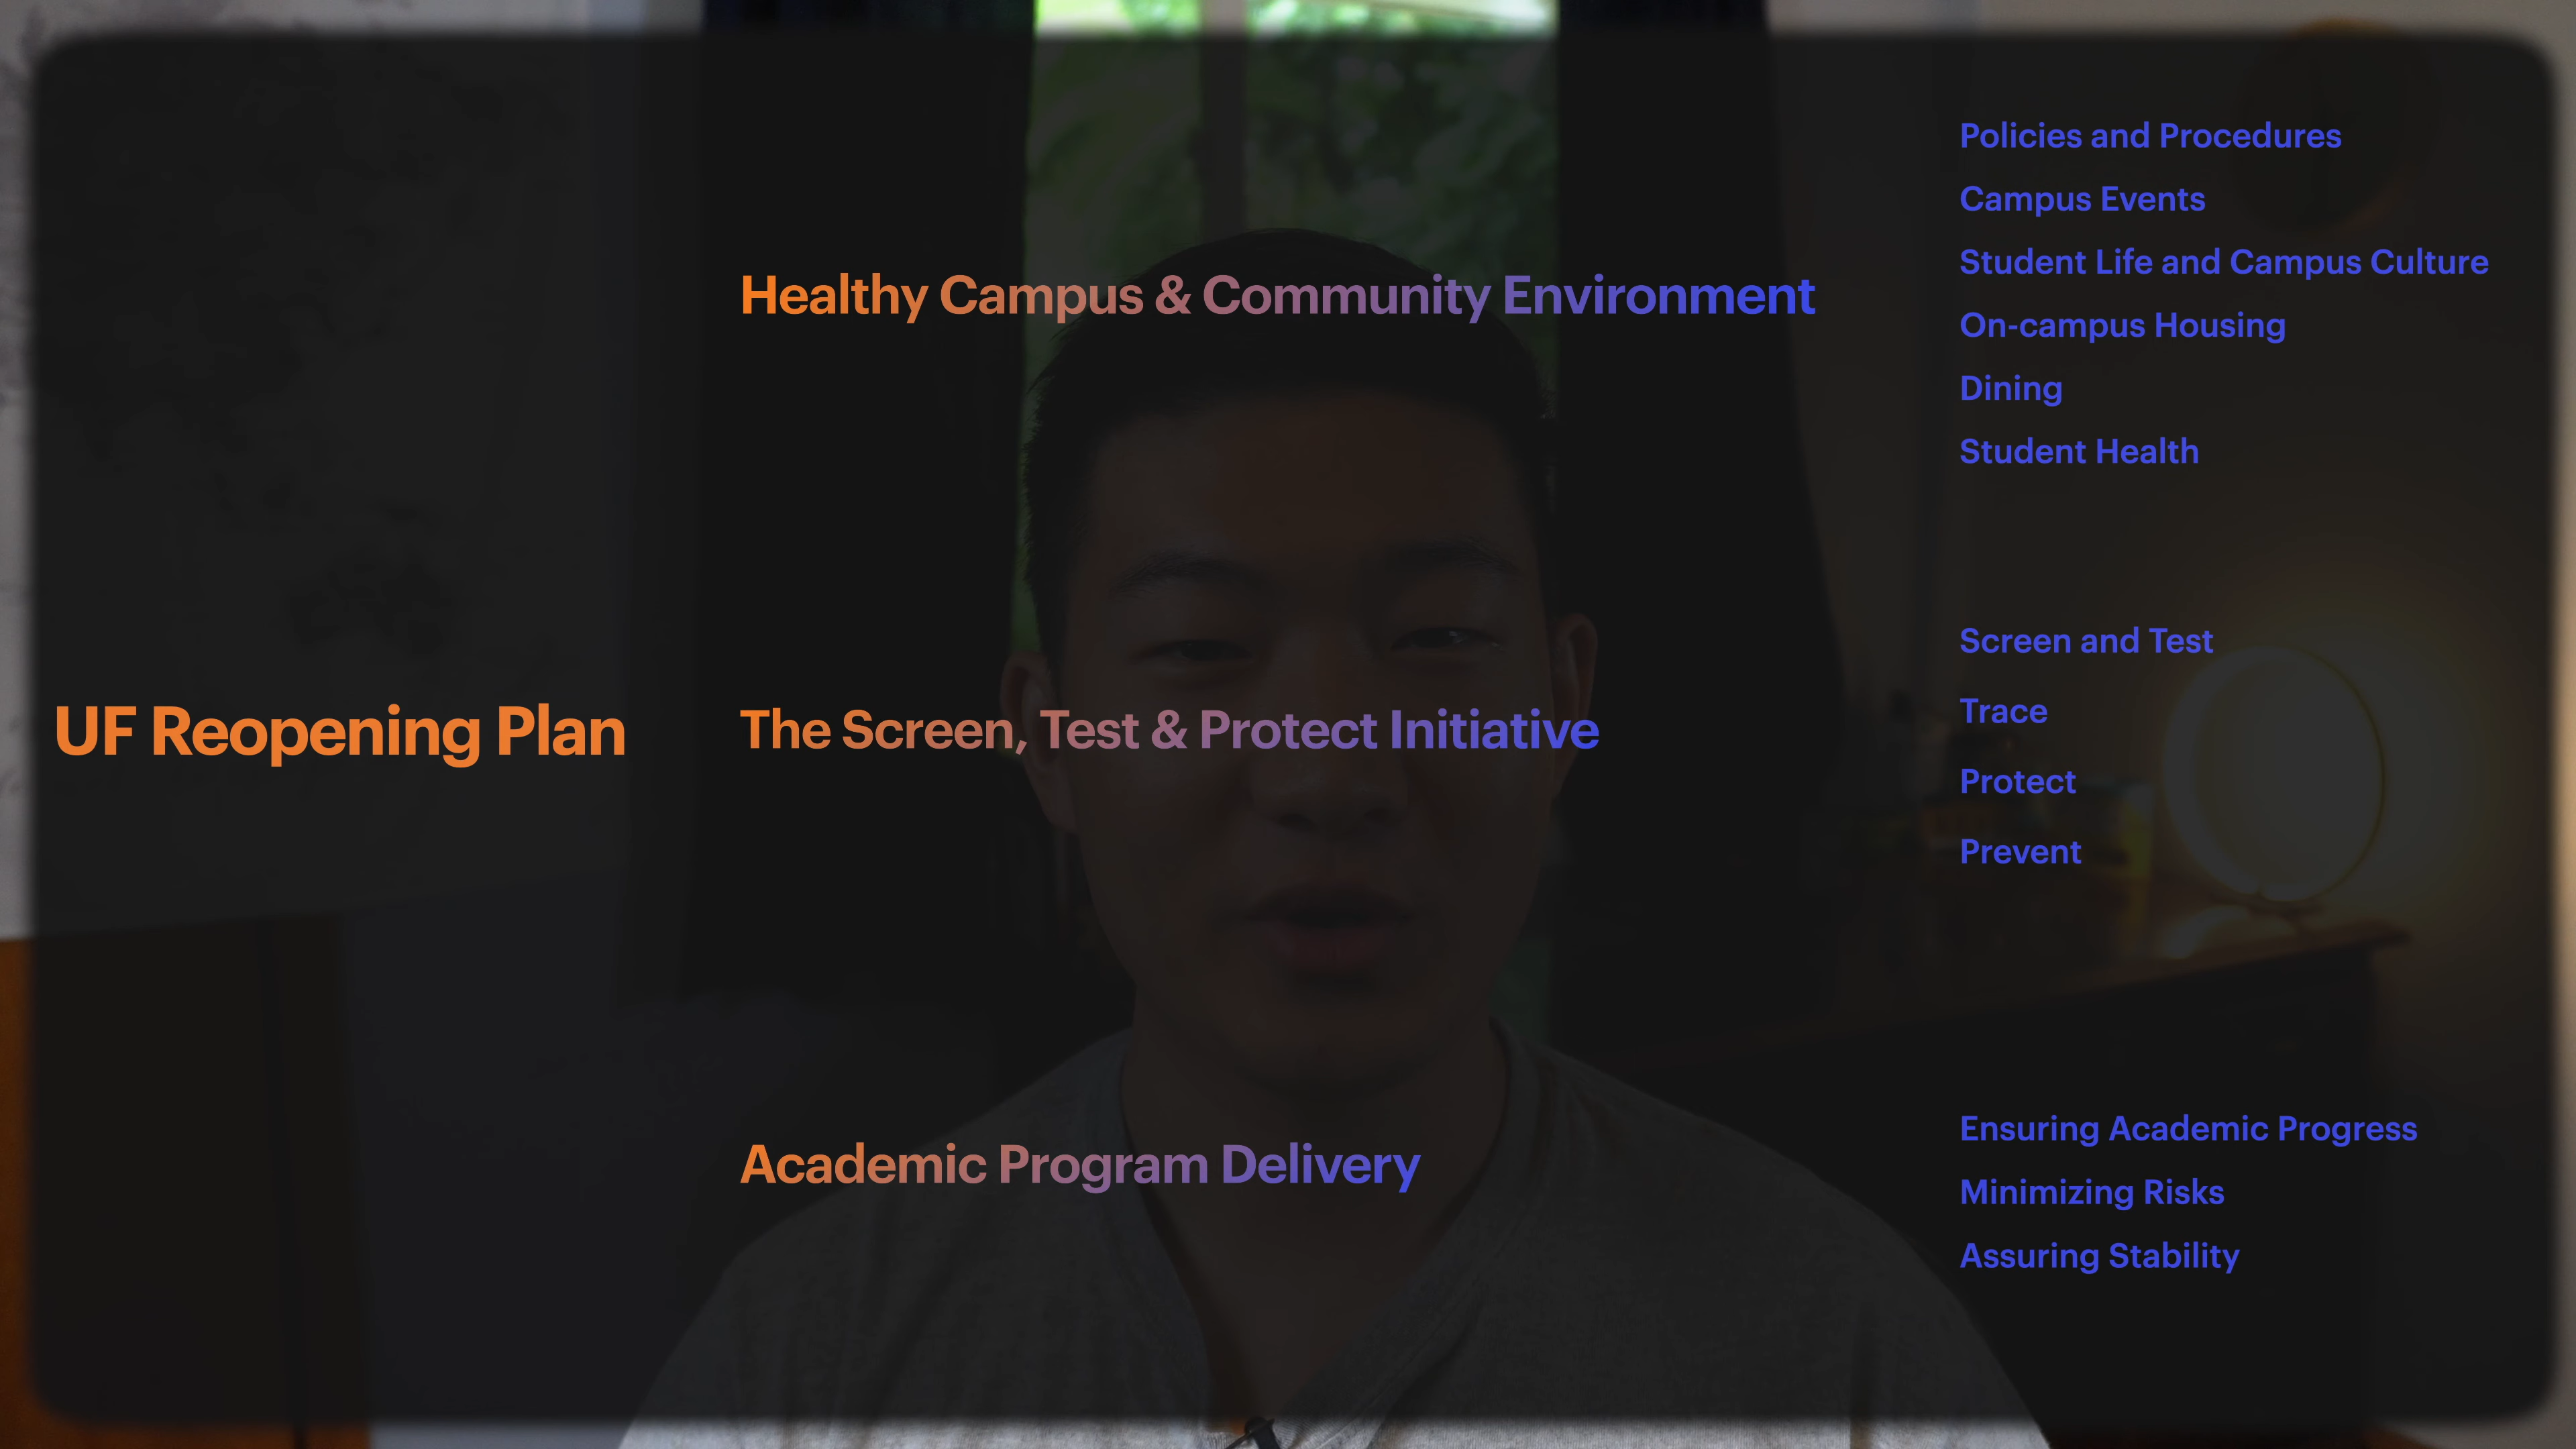 UF Reopening Plan
Healthy Campus & Community Environment
Policies and Procedures
Campus Events
Student Life and Campus Culture
On-campus Housing
Dining
Student Health
The Screen, Test & Protect Initiative
Screen and Test
Trace
Protect
Prevent
Academic Program Delivery
Ensuring Academic Progress
Minimizing Risks
Assuring Stability